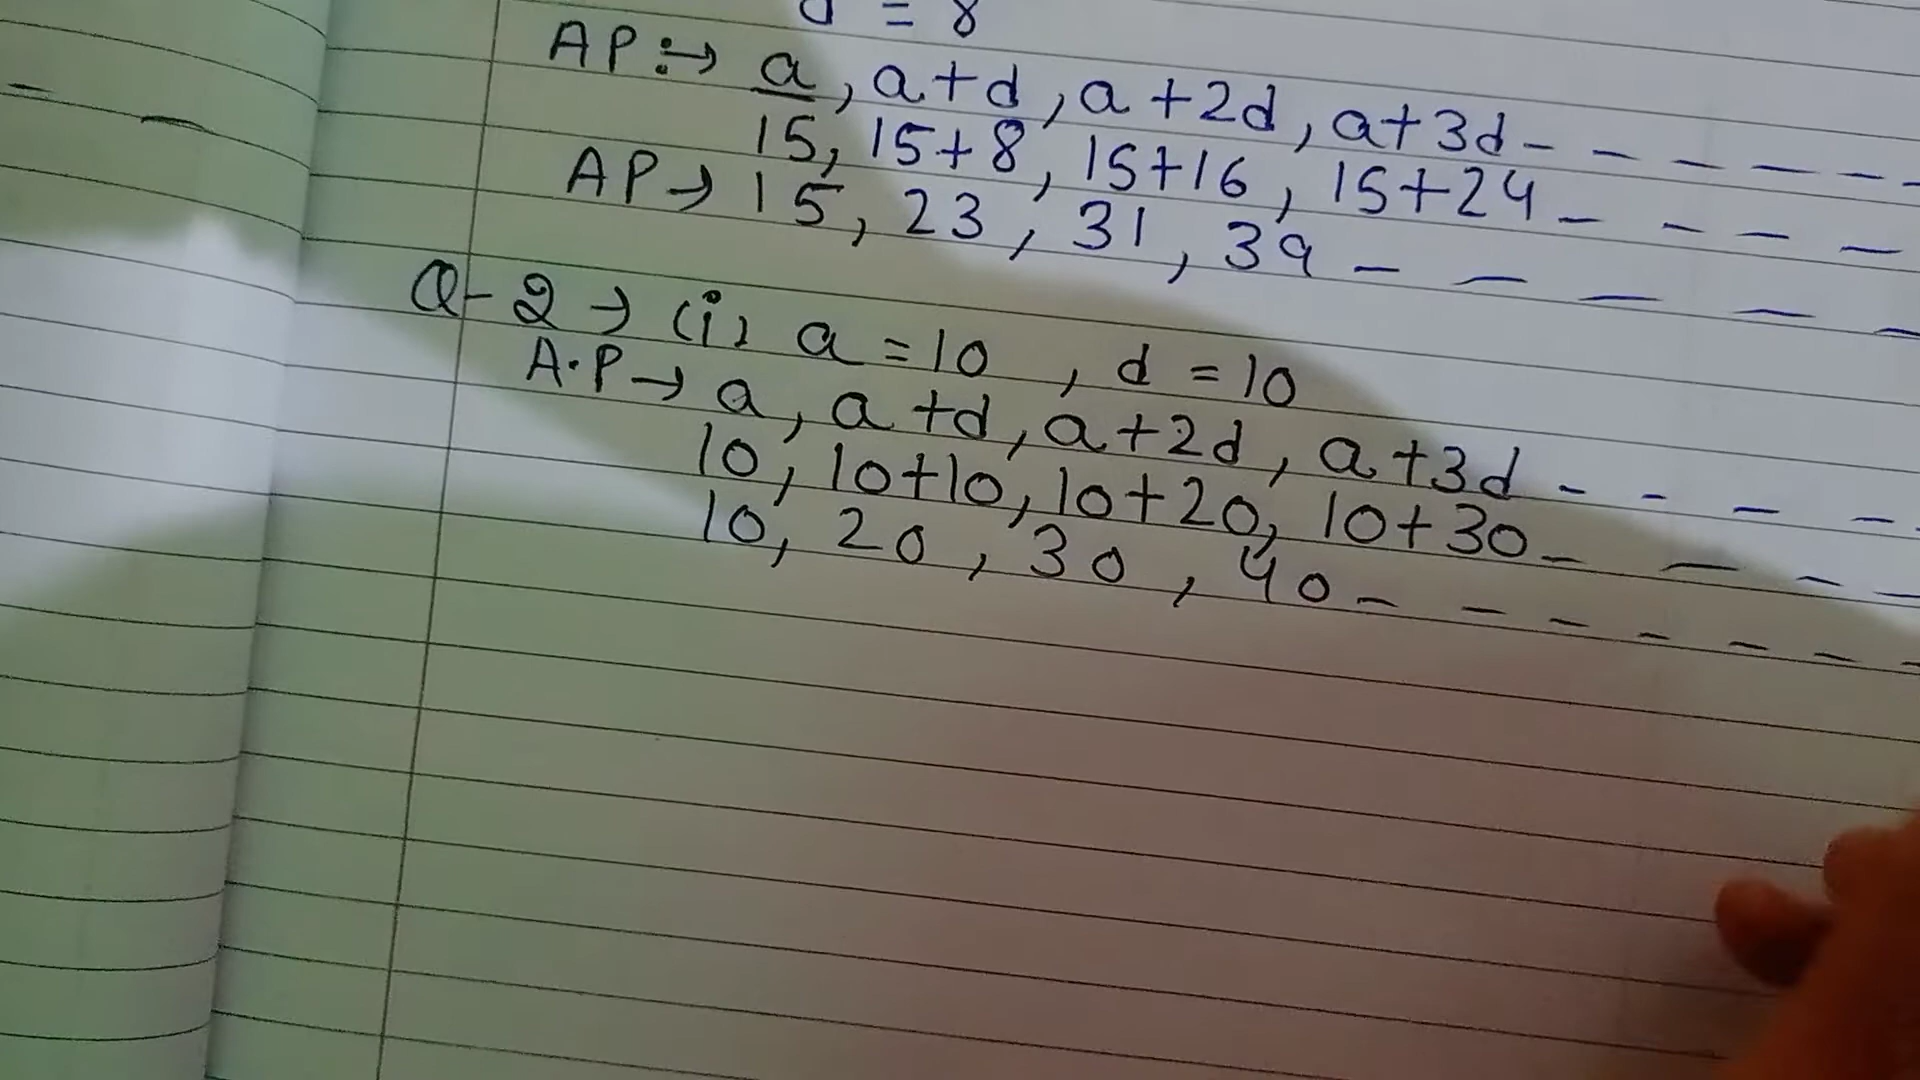 d = 8
AP :→ a, a+d, a+2d, a+3d - - - - - -
15, 15+8, 15+16, 15+24 - - - - -
AP → 15, 23, 31, 39 - - - - -
Q-2 → (i) a = 10, d = 10
A.P → a, a+d, a+2d, a+3d - - - -
10, 10+10, 10+20, 10+30 - - - -
10, 20, 30, 40 - - - - - - -